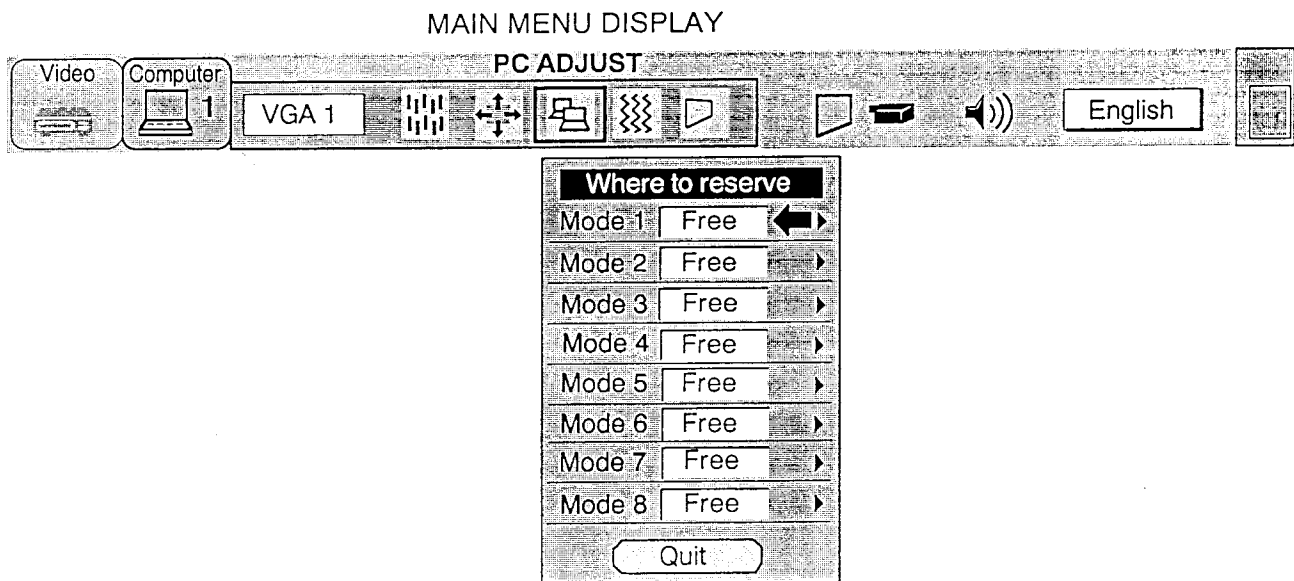 MAIN MENU DISPLAY
PC ADJUST
Video
Computer
1
VGA 1
English
Where to reserve
Mode 1 Free
Mode 2 Free
Mode 3 Free
Mode 4 Free
Mode 5 Free
Mode 6 Free
Mode 7 Free
Mode 8 Free
Quit